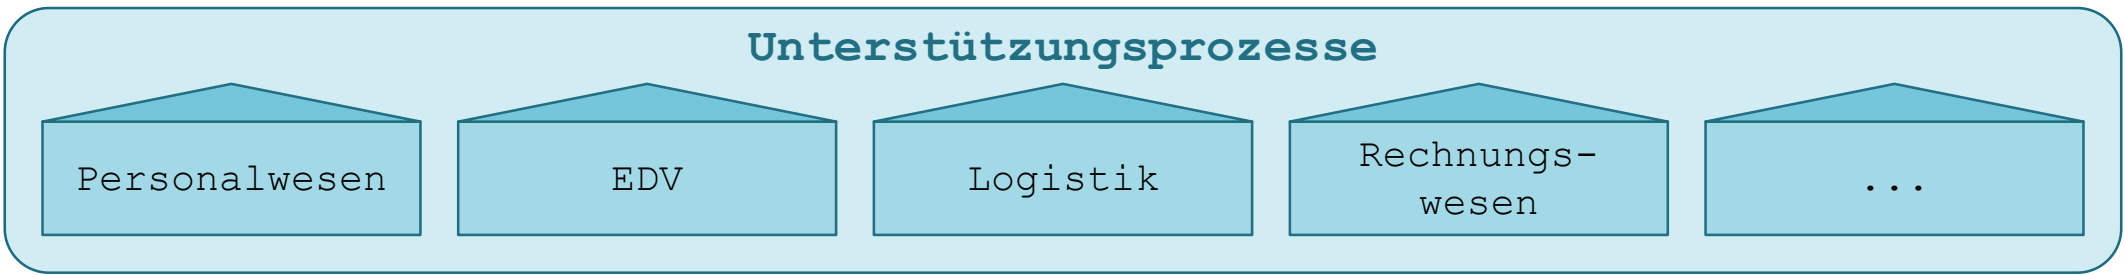 Unterstützungsprozesse
Personalwesen
EDV
Logistik
Rechnungs-
wesen
...